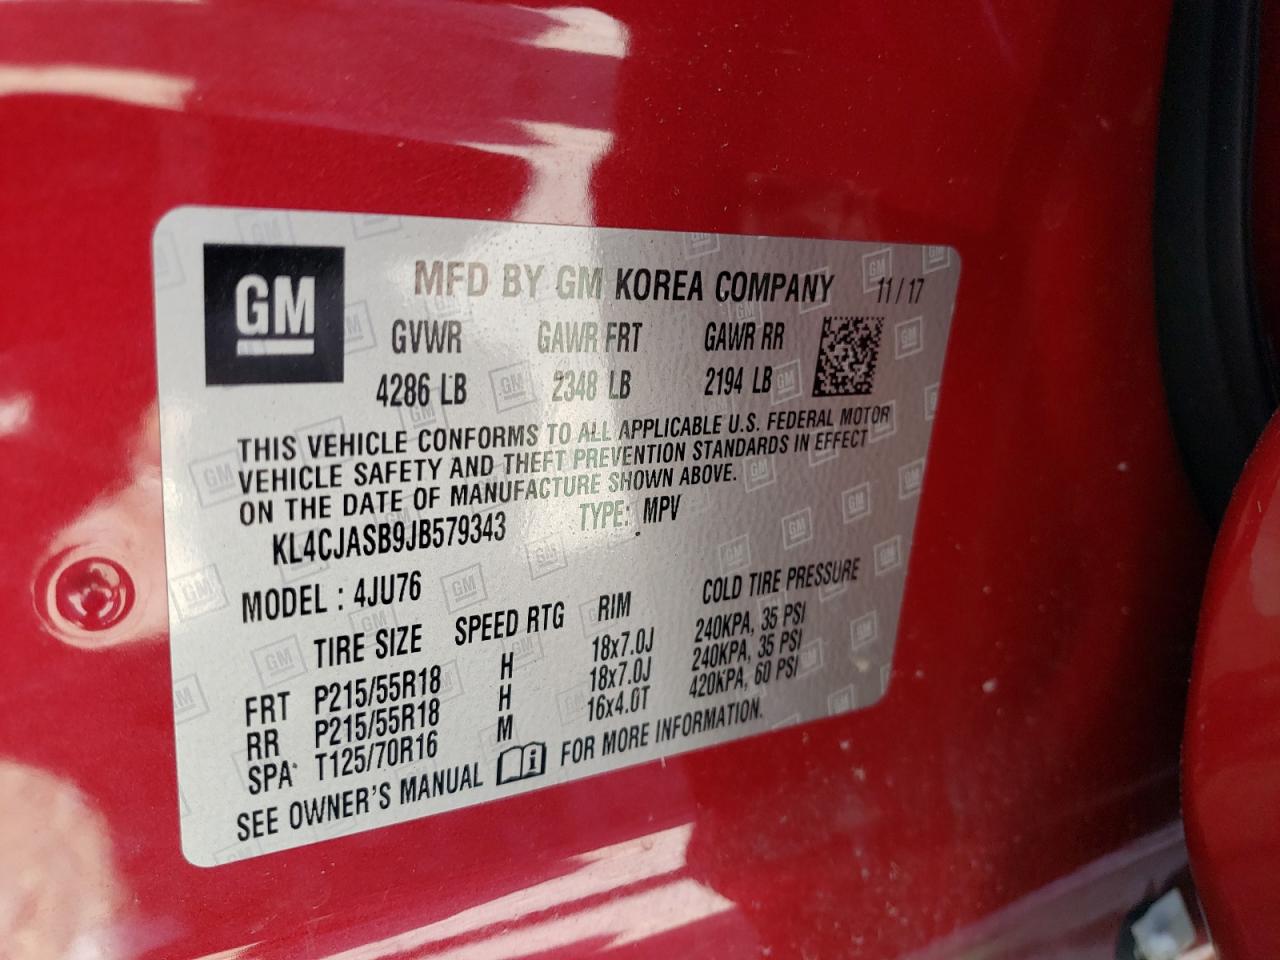 GM
MFD BY GM KOREA COMPANY 11/17
GVWR GAWR FRT GAWR RR
4286 LB 2348 LB 2194 LB
THIS VEHICLE CONFORMS TO ALL APPLICABLE U.S. FEDERAL MOTOR
VEHICLE SAFETY AND THEFT PREVENTION STANDARDS IN EFFECT
ON THE DATE OF MANUFACTURE SHOWN ABOVE.
KL4CJASB9JB579343 TYPE: MPV
MODEL : 4JU76
TIRE SIZE SPEED RTG RIM COLD TIRE PRESSURE
FRT P215/55R18 H 18x7.0J 240KPA, 35 PSI
RR P215/55R18 H 18x7.0J 240KPA, 35 PSI
SPA T125/70R16 M 16x4.0T 420KPA, 60 PSI
SEE OWNER'S MANUAL i FOR MORE INFORMATION.